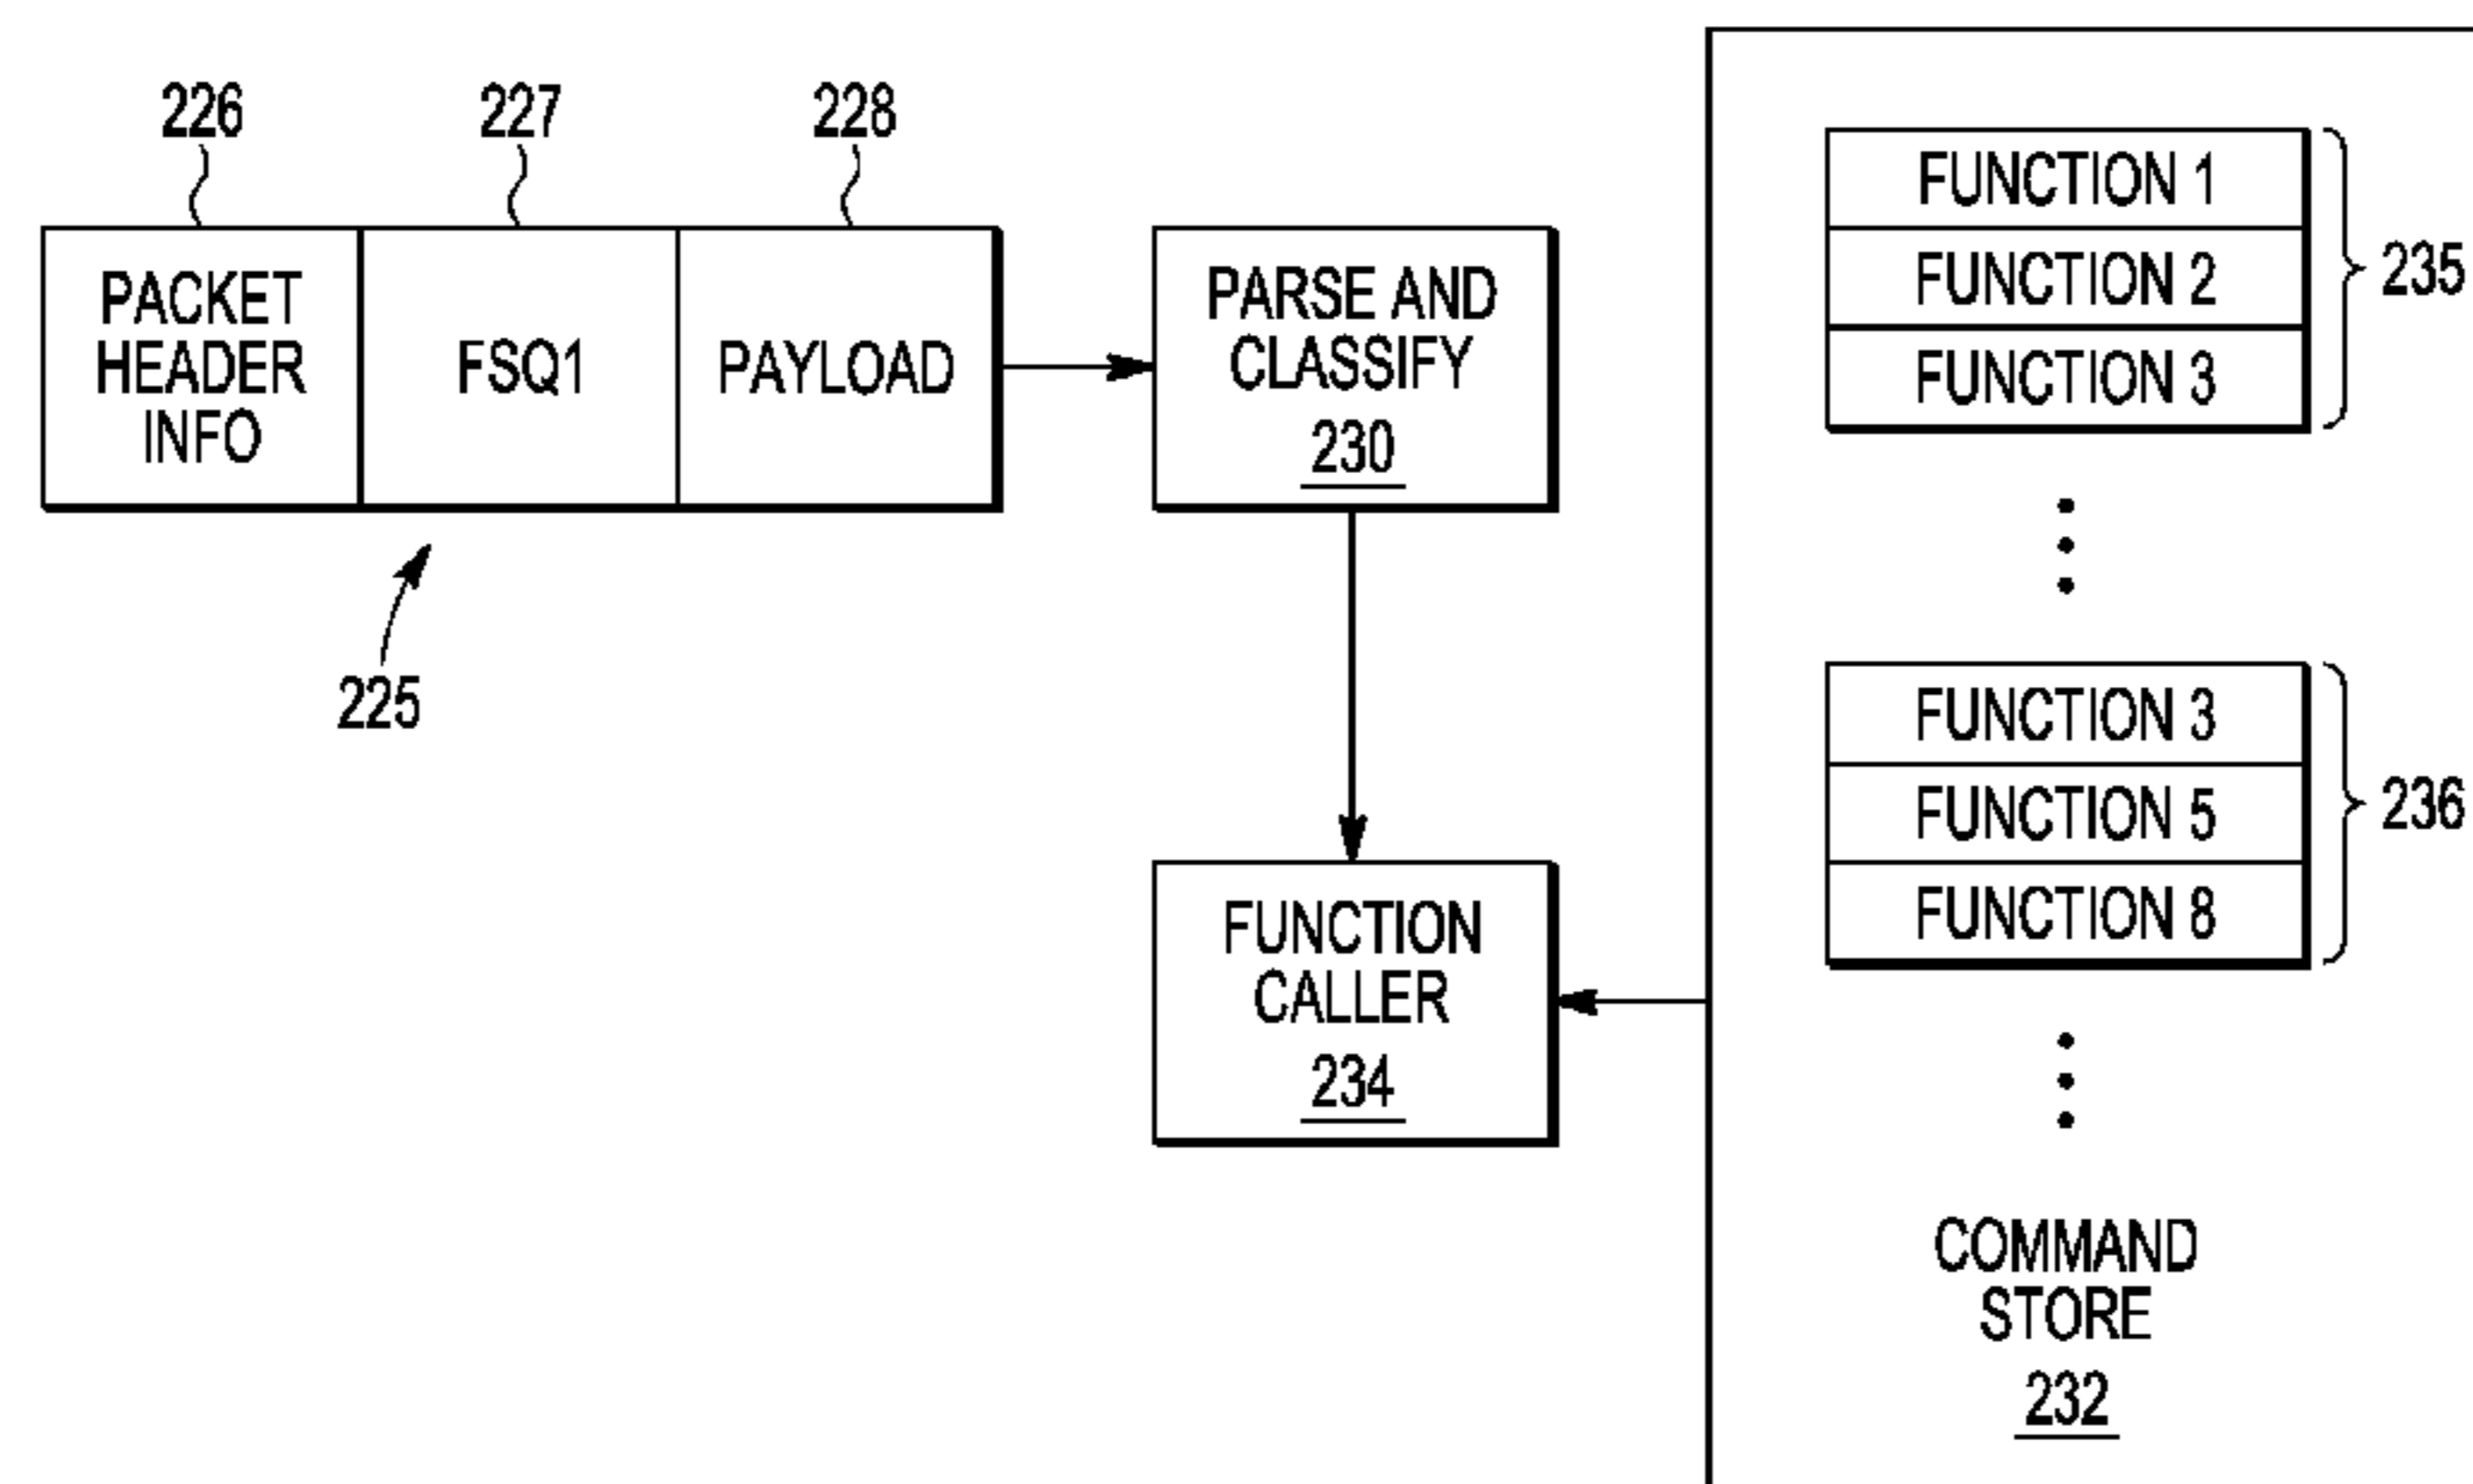 226
227
228
PACKET
HEADER
INFO
FSQ1
PAYLOAD
225
PARSE AND
CLASSIFY
230
FUNCTION
CALLER
234
FUNCTION 1
FUNCTION 2
FUNCTION 3
235
FUNCTION 3
FUNCTION 5
FUNCTION 8
236
COMMAND
STORE
232